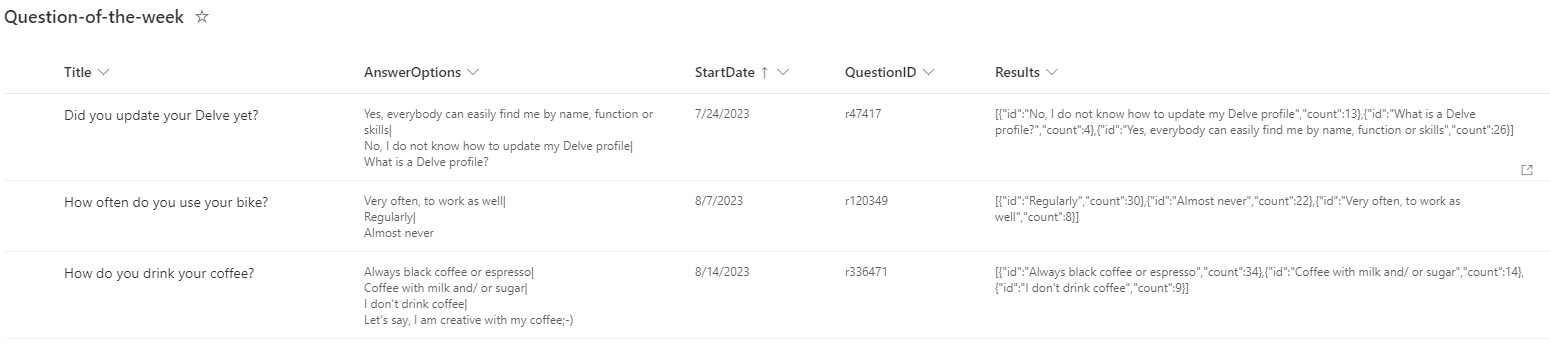 Question-of-the-week
Title AnswerOptions StartDate ↑ QuestionID Results
Did you update your Delve yet?
Yes, everybody can easily find me by name, function or
skills|
No, I do not know how to update my Delve profile|
What is a Delve profile?
7/24/2023
r47417
[{"id":"No, I do not know how to update my Delve profile","count":13},{"id":"What is a Delve
profile?","count":4},{"id":"Yes, everybody can easily find me by name, function or skills","count":26}]
How often do you use your bike?
Very often, to work as well|
Regularly|
Almost never
8/7/2023
r120349
[{"id":"Regularly","count":30},{"id":"Almost never","count":22},{"id":"Very often, to work as
well","count":8}]
How do you drink your coffee?
Always black coffee or espresso|
Coffee with milk and/ or sugar|
I don't drink coffee|
Let's say, I am creative with my coffee;-)
8/14/2023
r336471
[{"id":"Always black coffee or espresso","count":34},{"id":"Coffee with milk and/ or sugar","count":14},
{"id":"I don't drink coffee","count":9}]